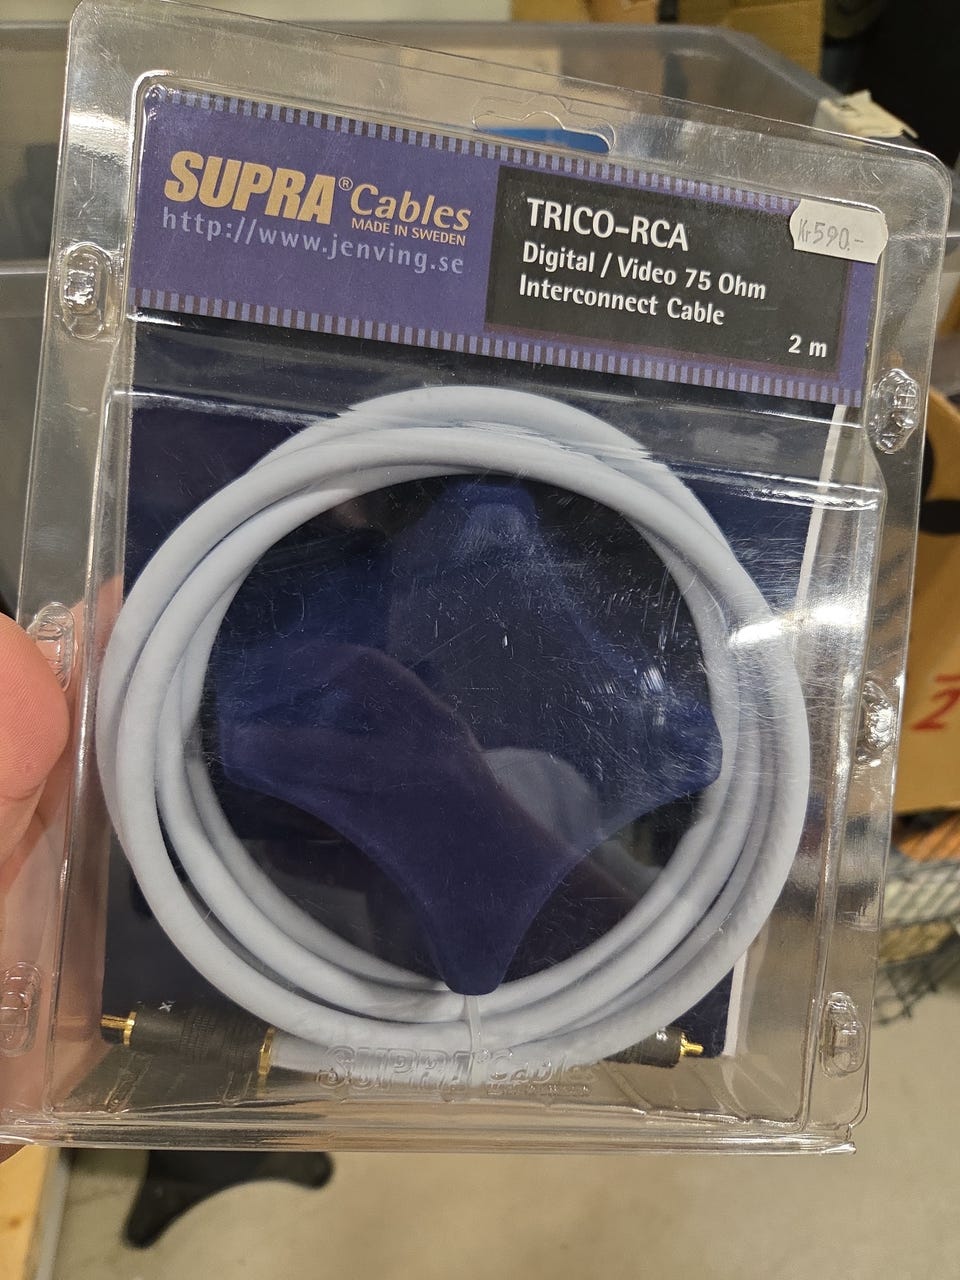 SUPRA® Cables
MADE IN SWEDEN
http://www.jenving.se
TRICO-RCA
Digital / Video 75 Ohm
Interconnect Cable
2 m
Kr 590.-
SUPRA® Cables
2